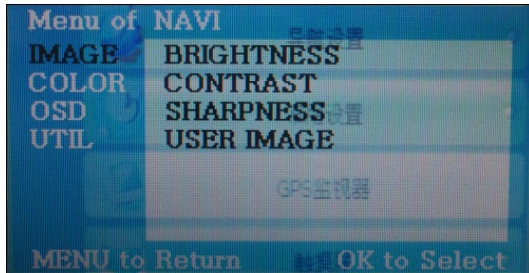 Menu of NAVI
IMAGE BRIGHTNESS
COLOR CONTRAST
OSD SHARPNESS
UTIL USER IMAGE
GPS监视器
MENU to Return OK to Select